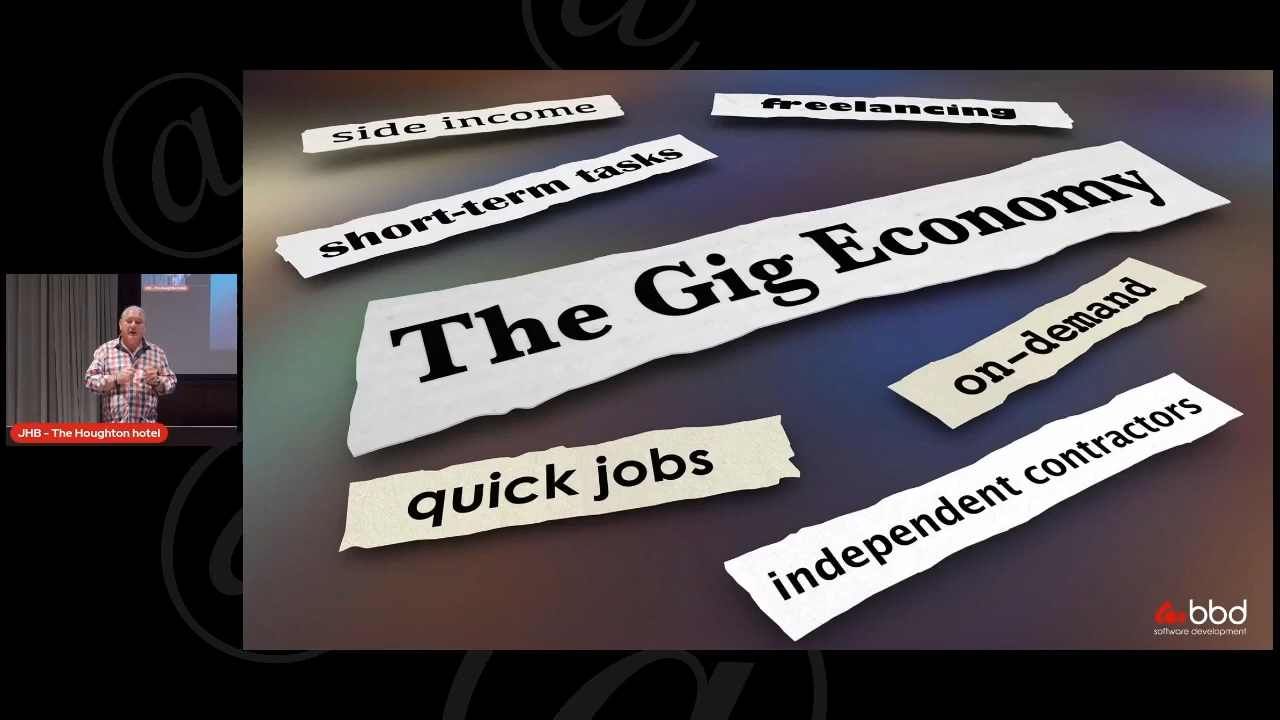 side income
freelancing
short-term tasks
The Gig Economy
on-demand
quick jobs
independent contractors
JHB - The Houghton hotel
bbd
software development